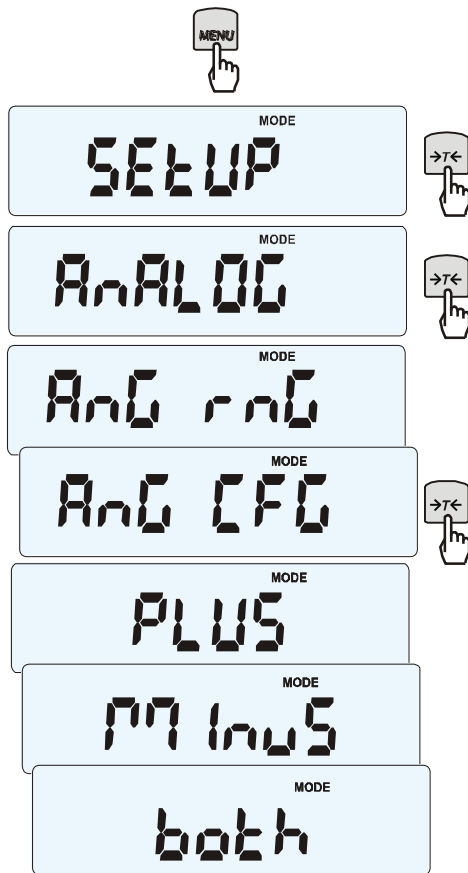 MENU
MODE
SEtUP
→T←
MODE
AnALOG
→T←
MODE
AnG rnG
MODE
AnG CFG
→T←
MODE
PLUS
MODE
MInuS
MODE
both